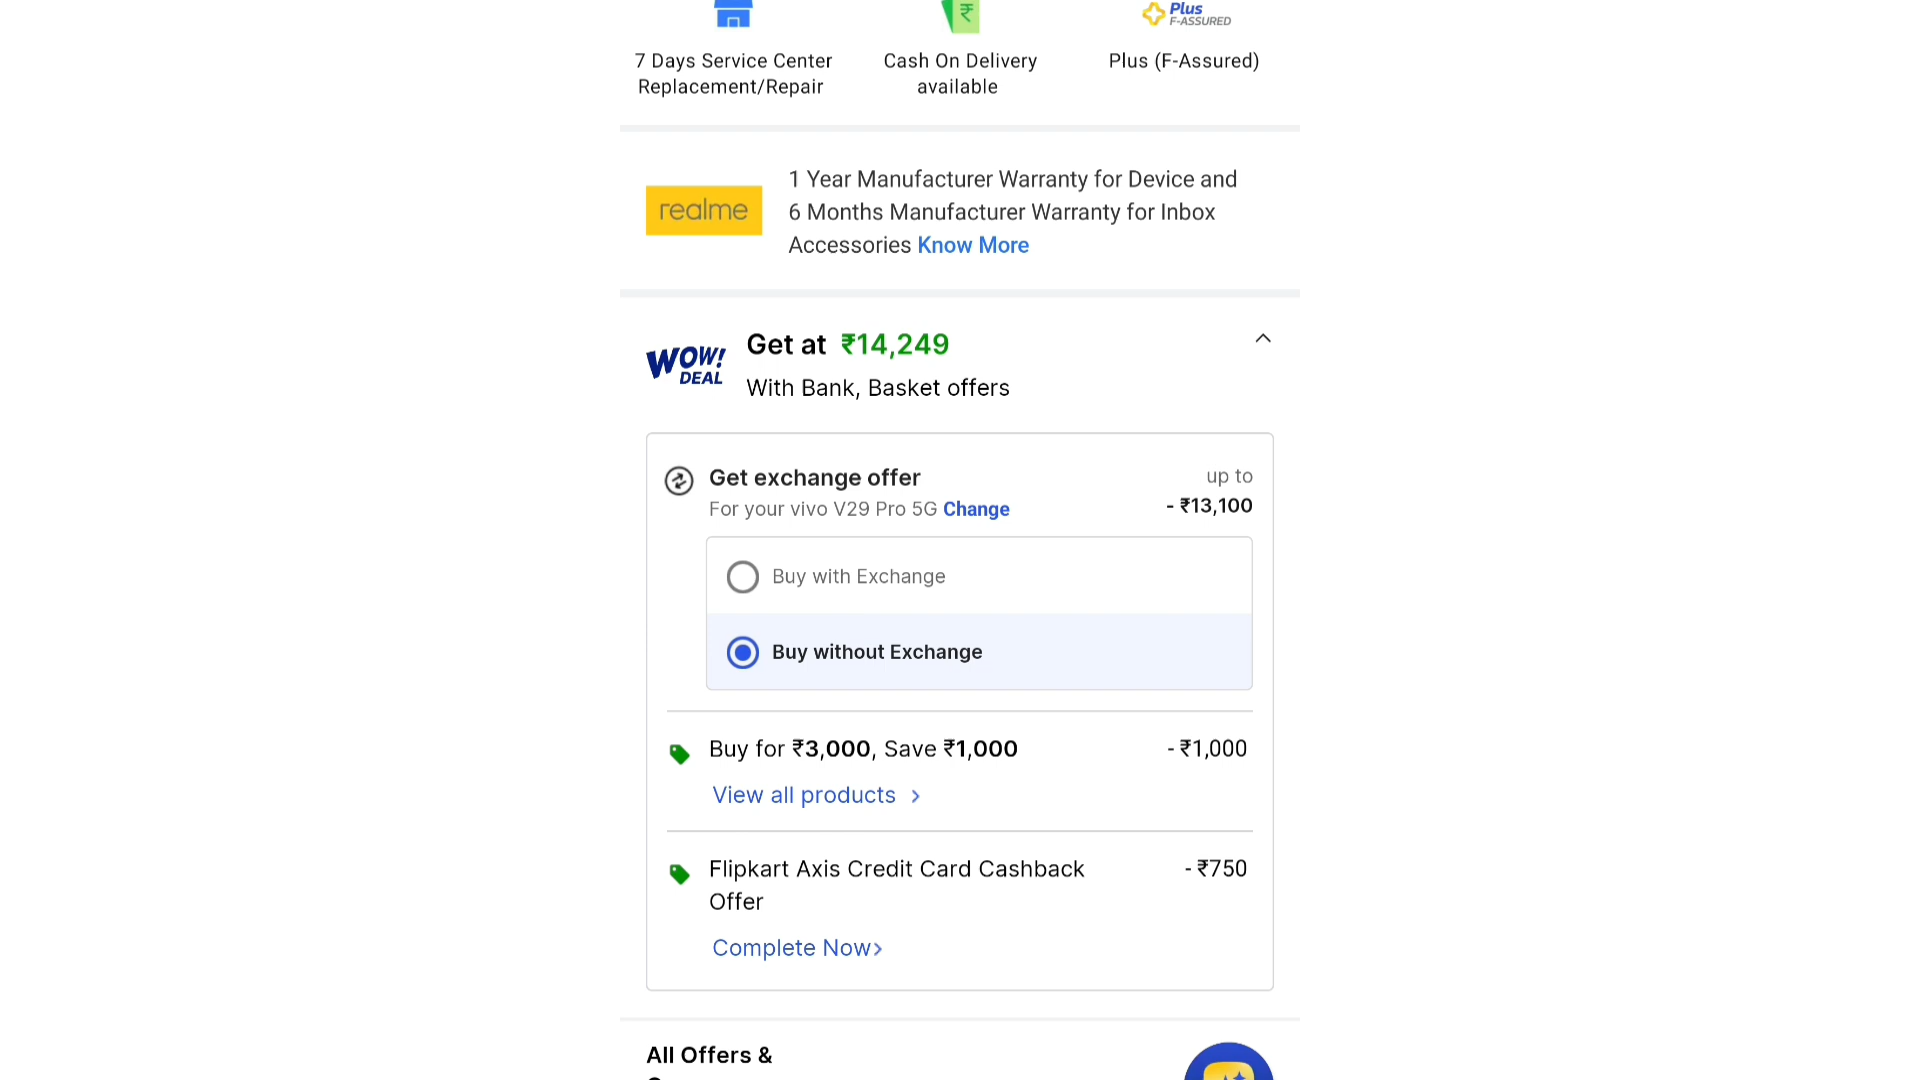 Plus
F-ASSURED
7 Days Service Center
Replacement/Repair
Cash On Delivery
available
Plus (F-Assured)
realme
1 Year Manufacturer Warranty for Device and
6 Months Manufacturer Warranty for Inbox
Accessories Know More
WOW!
DEAL
Get at ₹14,249
With Bank, Basket offers
Get exchange offer
up to
For your vivo V29 Pro 5G Change
- ₹13,100
Buy with Exchange
Buy without Exchange
Buy for ₹3,000, Save ₹1,000
- ₹1,000
View all products
Flipkart Axis Credit Card Cashback
Offer
- ₹750
Complete Now
All Offers &